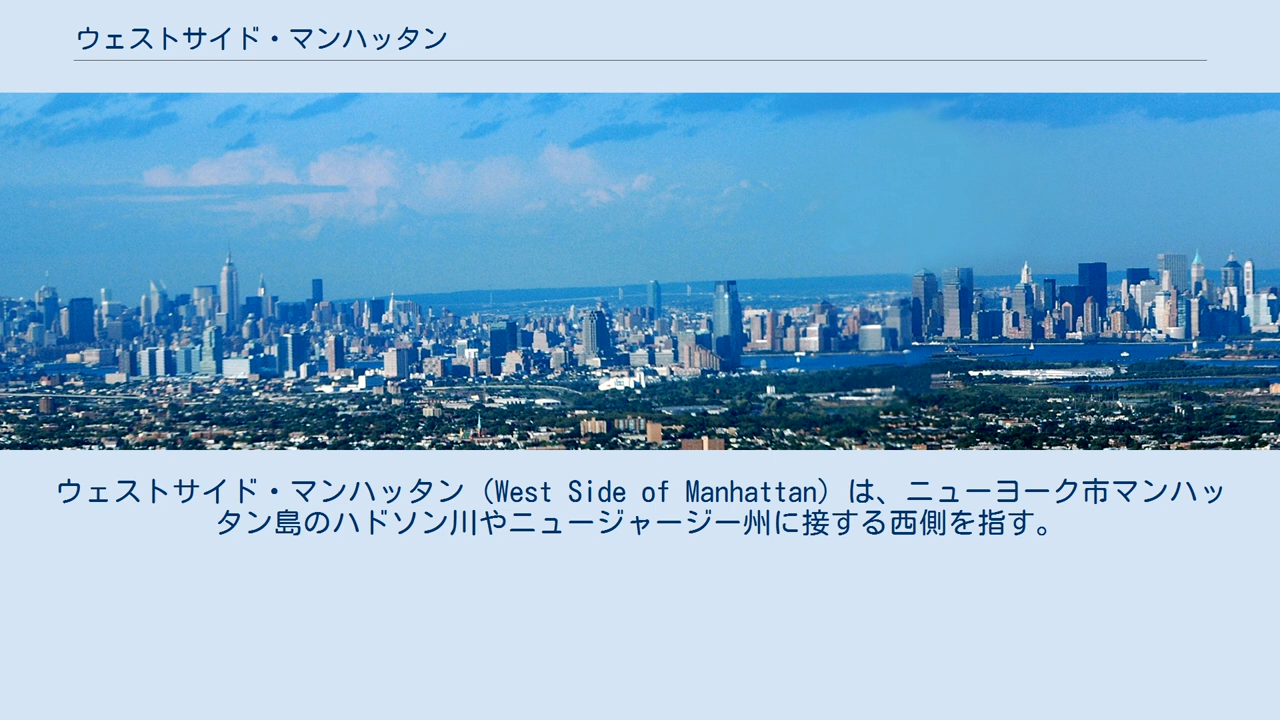 ウェストサイド・マンハッタン
ウェストサイド・マンハッタン（West Side of Manhattan）は、ニューヨーク市マンハッ
タン島のハドソン川やニュージャージー州に接する西側を指す。